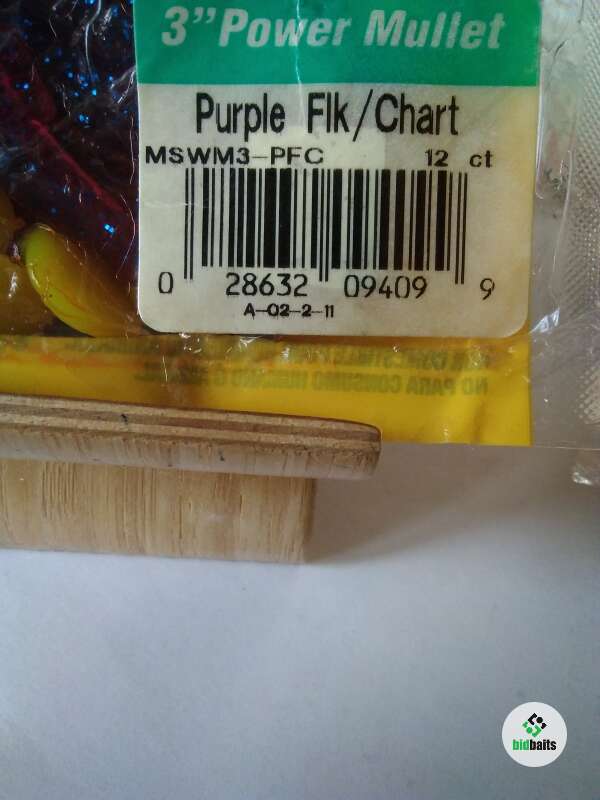 3" Power Mullet
Purple Flk/Chart
MSWM3-PFC 12 ct
0 28632 09409 9
A-02-2-11
NO PARA CONSUMO HUMANO
bidbaits